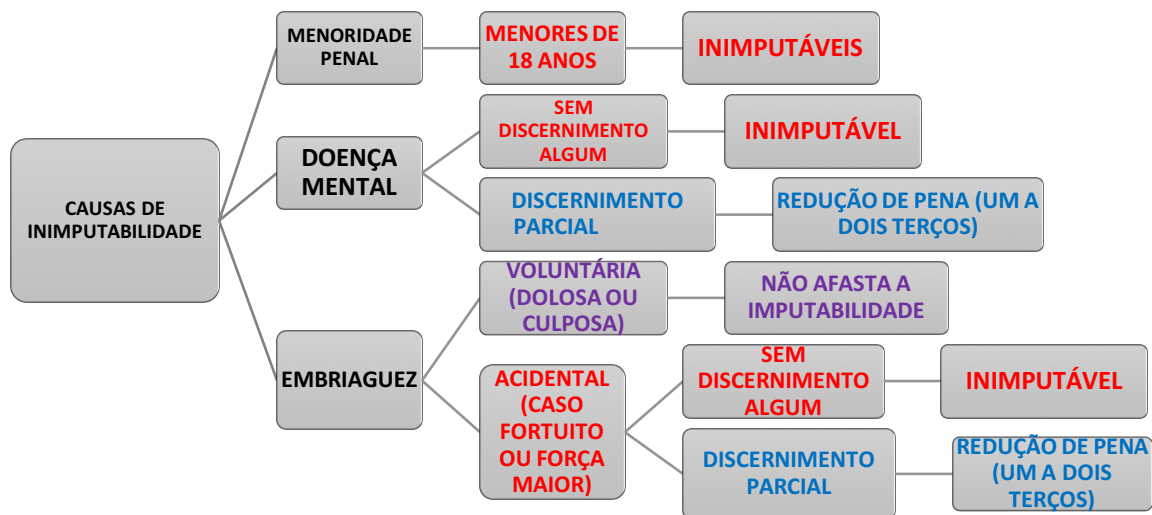 CAUSAS DE
INIMPUTABILIDADE
MENORIDADE
PENAL
MENORES DE
18 ANOS
INIMPUTÁVEIS
DOENÇA
MENTAL
SEM
DISCERNIMENTO
ALGUM
INIMPUTÁVEL
DISCERNIMENTO
PARCIAL
REDUÇÃO DE PENA (UM A
DOIS TERÇOS)
EMBRIAGUEZ
VOLUNTÁRIA
(DOLOSA OU
CULPOSA)
NÃO AFASTA A
IMPUTABILIDADE
ACIDENTAL
(CASO
FORTUITO
OU FORÇA
MAIOR)
SEM
DISCERNIMENTO
ALGUM
INIMPUTÁVEL
DISCERNIMENTO
PARCIAL
REDUÇÃO DE PENA
(UM A DOIS
TERÇOS)